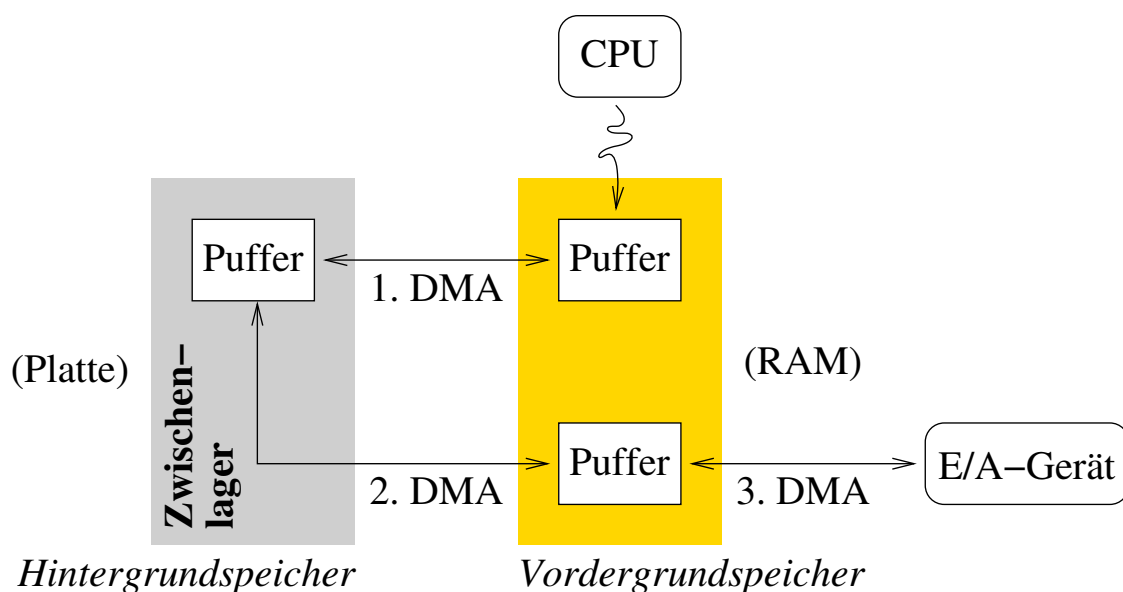 CPU
Puffer
Puffer
1. DMA
(Platte)
(RAM)
Zwischen–
lager
Puffer
E/A–Gerät
2. DMA
3. DMA
Hintergrundspeicher
Vordergrundspeicher